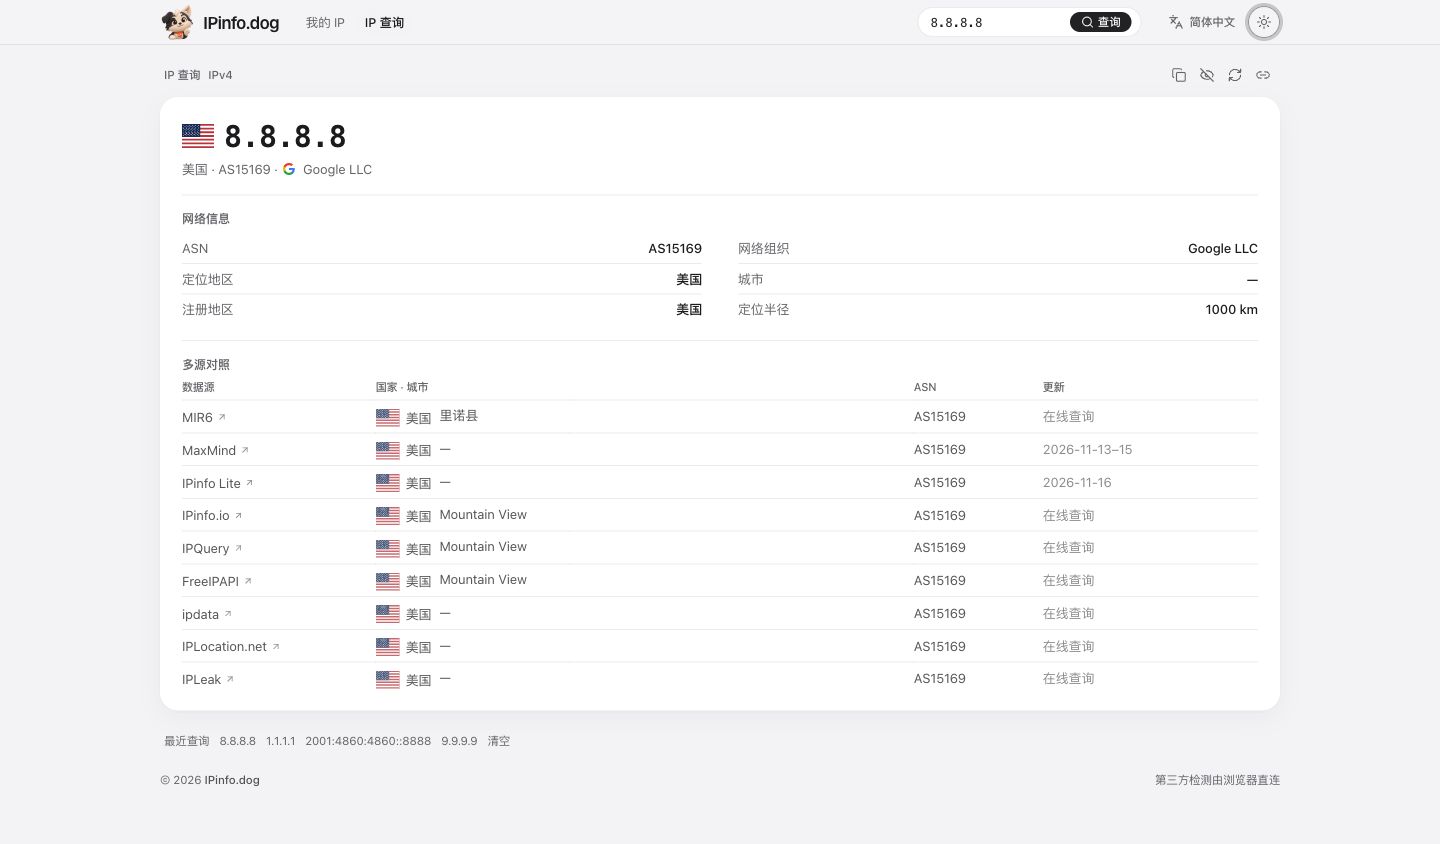 IPinfo.dog 我的 IP IP 查询 8.8.8.8 查询 简体中文
IP 查询 IPv4
8.8.8.8
美国 · AS15169 · Google LLC
网络信息
ASN AS15169 网络组织 Google LLC
定位地区 美国 城市 —
注册地区 美国 定位半径 1000 km
多源对照
数据源 国家 · 城市 ASN 更新
MIR6 美国 里诺县 AS15169 在线查询
MaxMind 美国 — AS15169 2026-11-13–15
IPinfo Lite 美国 — AS15169 2026-11-16
IPinfo.io 美国 Mountain View AS15169 在线查询
IPQuery 美国 Mountain View AS15169 在线查询
FreeIPAPI 美国 Mountain View AS15169 在线查询
ipdata 美国 — AS15169 在线查询
IPLocation.net 美国 — AS15169 在线查询
IPLeak 美国 — AS15169 在线查询
最近查询 8.8.8.8 1.1.1.1 2001:4860:4860::8888 9.9.9.9 清空
© 2026 IPinfo.dog 第三方检测由浏览器直连